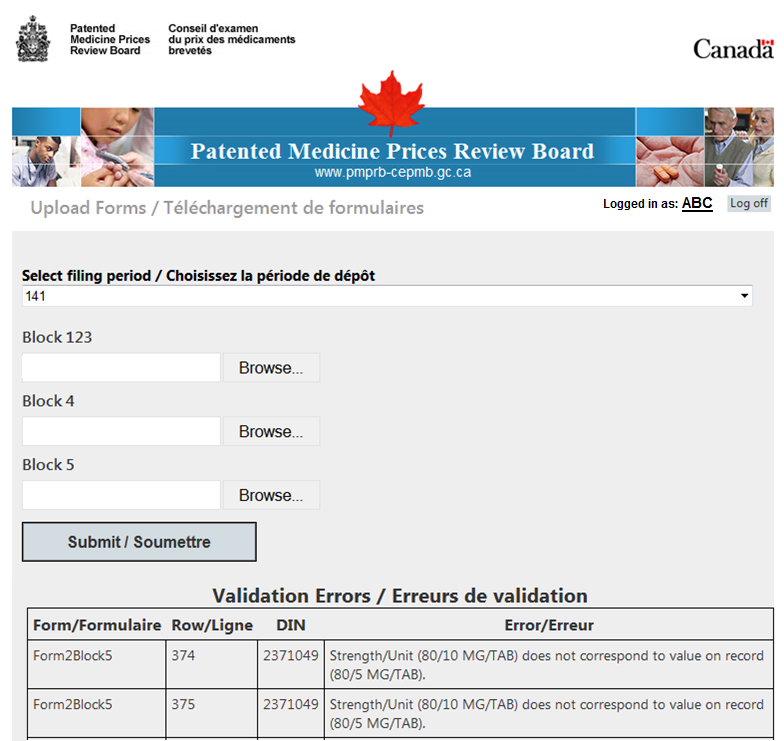 Patented
Medicine Prices
Review Board
Conseil d'examen
du prix des médicaments
brevetés
Canada
Patented Medicine Prices Review Board
www.pmprb-cepmb.gc.ca
Upload Forms / Téléchargement de formulaires
Logged in as: ABC
Log off
Select filing period / Choisissez la période de dépôt
141
Block 123
Browse...
Block 4
Browse...
Block 5
Browse...
Submit / Soumettre
Validation Errors / Erreurs de validation
Form/Formulaire Row/Ligne DIN Error/Erreur
Form2Block5 374 2371049 Strength/Unit (80/10 MG/TAB) does not correspond to value on record
(80/5 MG/TAB).
Form2Block5 375 2371049 Strength/Unit (80/10 MG/TAB) does not correspond to value on record
(80/5 MG/TAB).